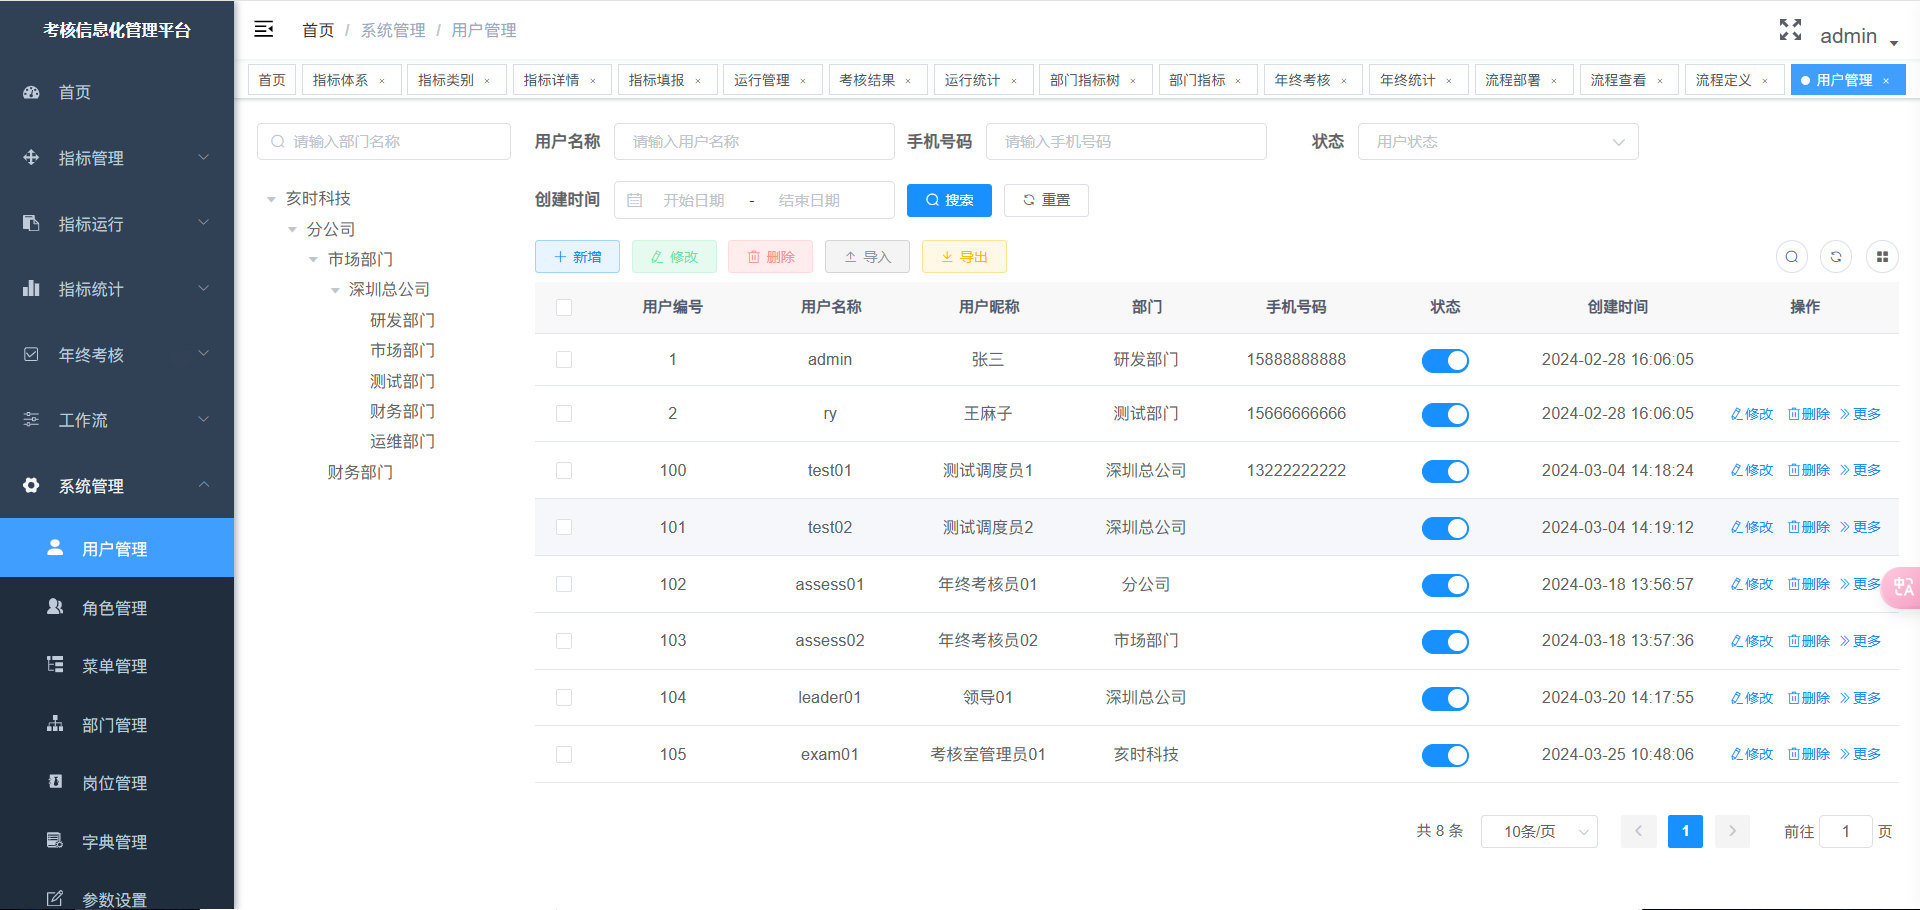 考核信息化管理平台
首页
指标管理
指标运行
指标统计
年终考核
工作流
系统管理
用户管理
角色管理
菜单管理
部门管理
岗位管理
字典管理
参数设置
首页 / 系统管理 / 用户管理
admin
首页 指标体系 × 指标类别 × 指标详情 × 指标填报 × 运行管理 × 考核结果 × 运行统计 × 部门指标树 × 部门指标 × 年终考核 × 年终统计 × 流程部署 × 流程查看 × 流程定义 × 用户管理 ×
请输入部门名称
亥时科技
分公司
市场部门
深圳总公司
研发部门
市场部门
测试部门
财务部门
运维部门
财务部门
用户名称 请输入用户名称 手机号码 请输入手机号码 状态 用户状态
创建时间 开始日期 - 结束日期 搜索 重置
新增 修改 删除 导入 导出
用户编号 用户名称 用户昵称 部门 手机号码 状态 创建时间 操作
1 admin 张三 研发部门 15888888888 2024-02-28 16:06:05
2 ry 王麻子 测试部门 15666666666 2024-02-28 16:06:05 修改 删除 更多
100 test01 测试调度员1 深圳总公司 13222222222 2024-03-04 14:18:24 修改 删除 更多
101 test02 测试调度员2 深圳总公司 2024-03-04 14:19:12 修改 删除 更多
102 assess01 年终考核员01 分公司 2024-03-18 13:56:57 修改 删除 更多
103 assess02 年终考核员02 市场部门 2024-03-18 13:57:36 修改 删除 更多
104 leader01 领导01 深圳总公司 2024-03-20 14:17:55 修改 删除 更多
105 exam01 考核室管理员01 亥时科技 2024-03-25 10:48:06 修改 删除 更多
共 8 条 10条/页 1 前往 1 页
中A